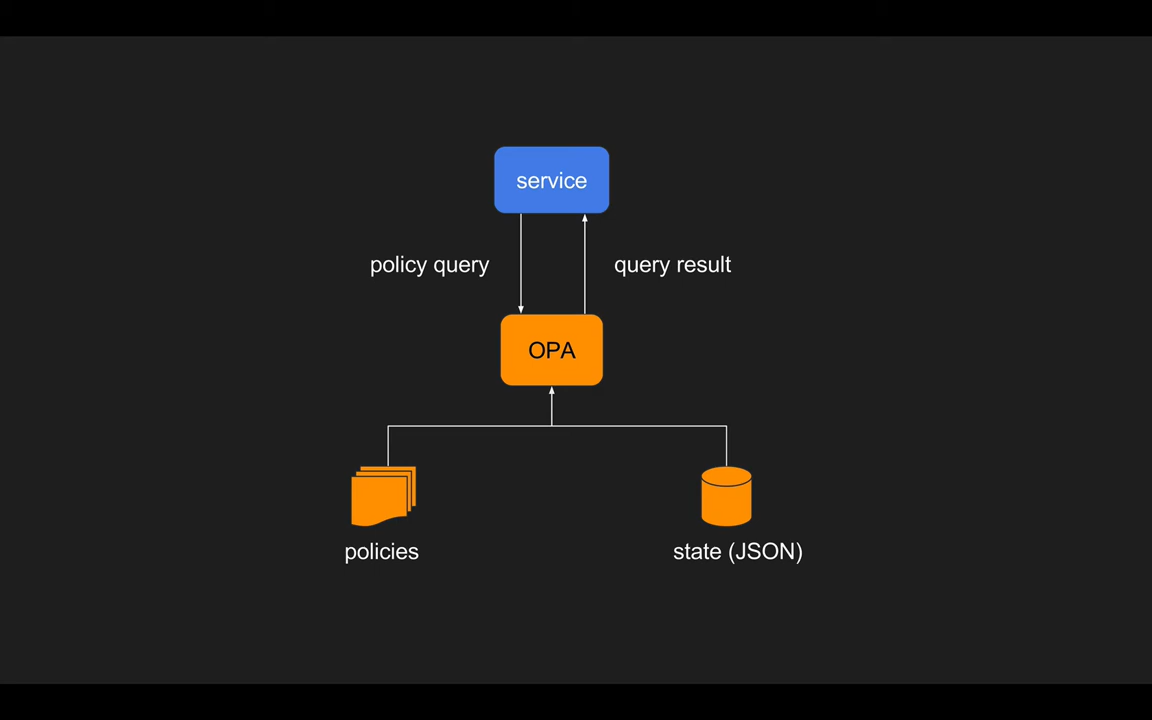 service
policy query
query result
OPA
policies
state (JSON)